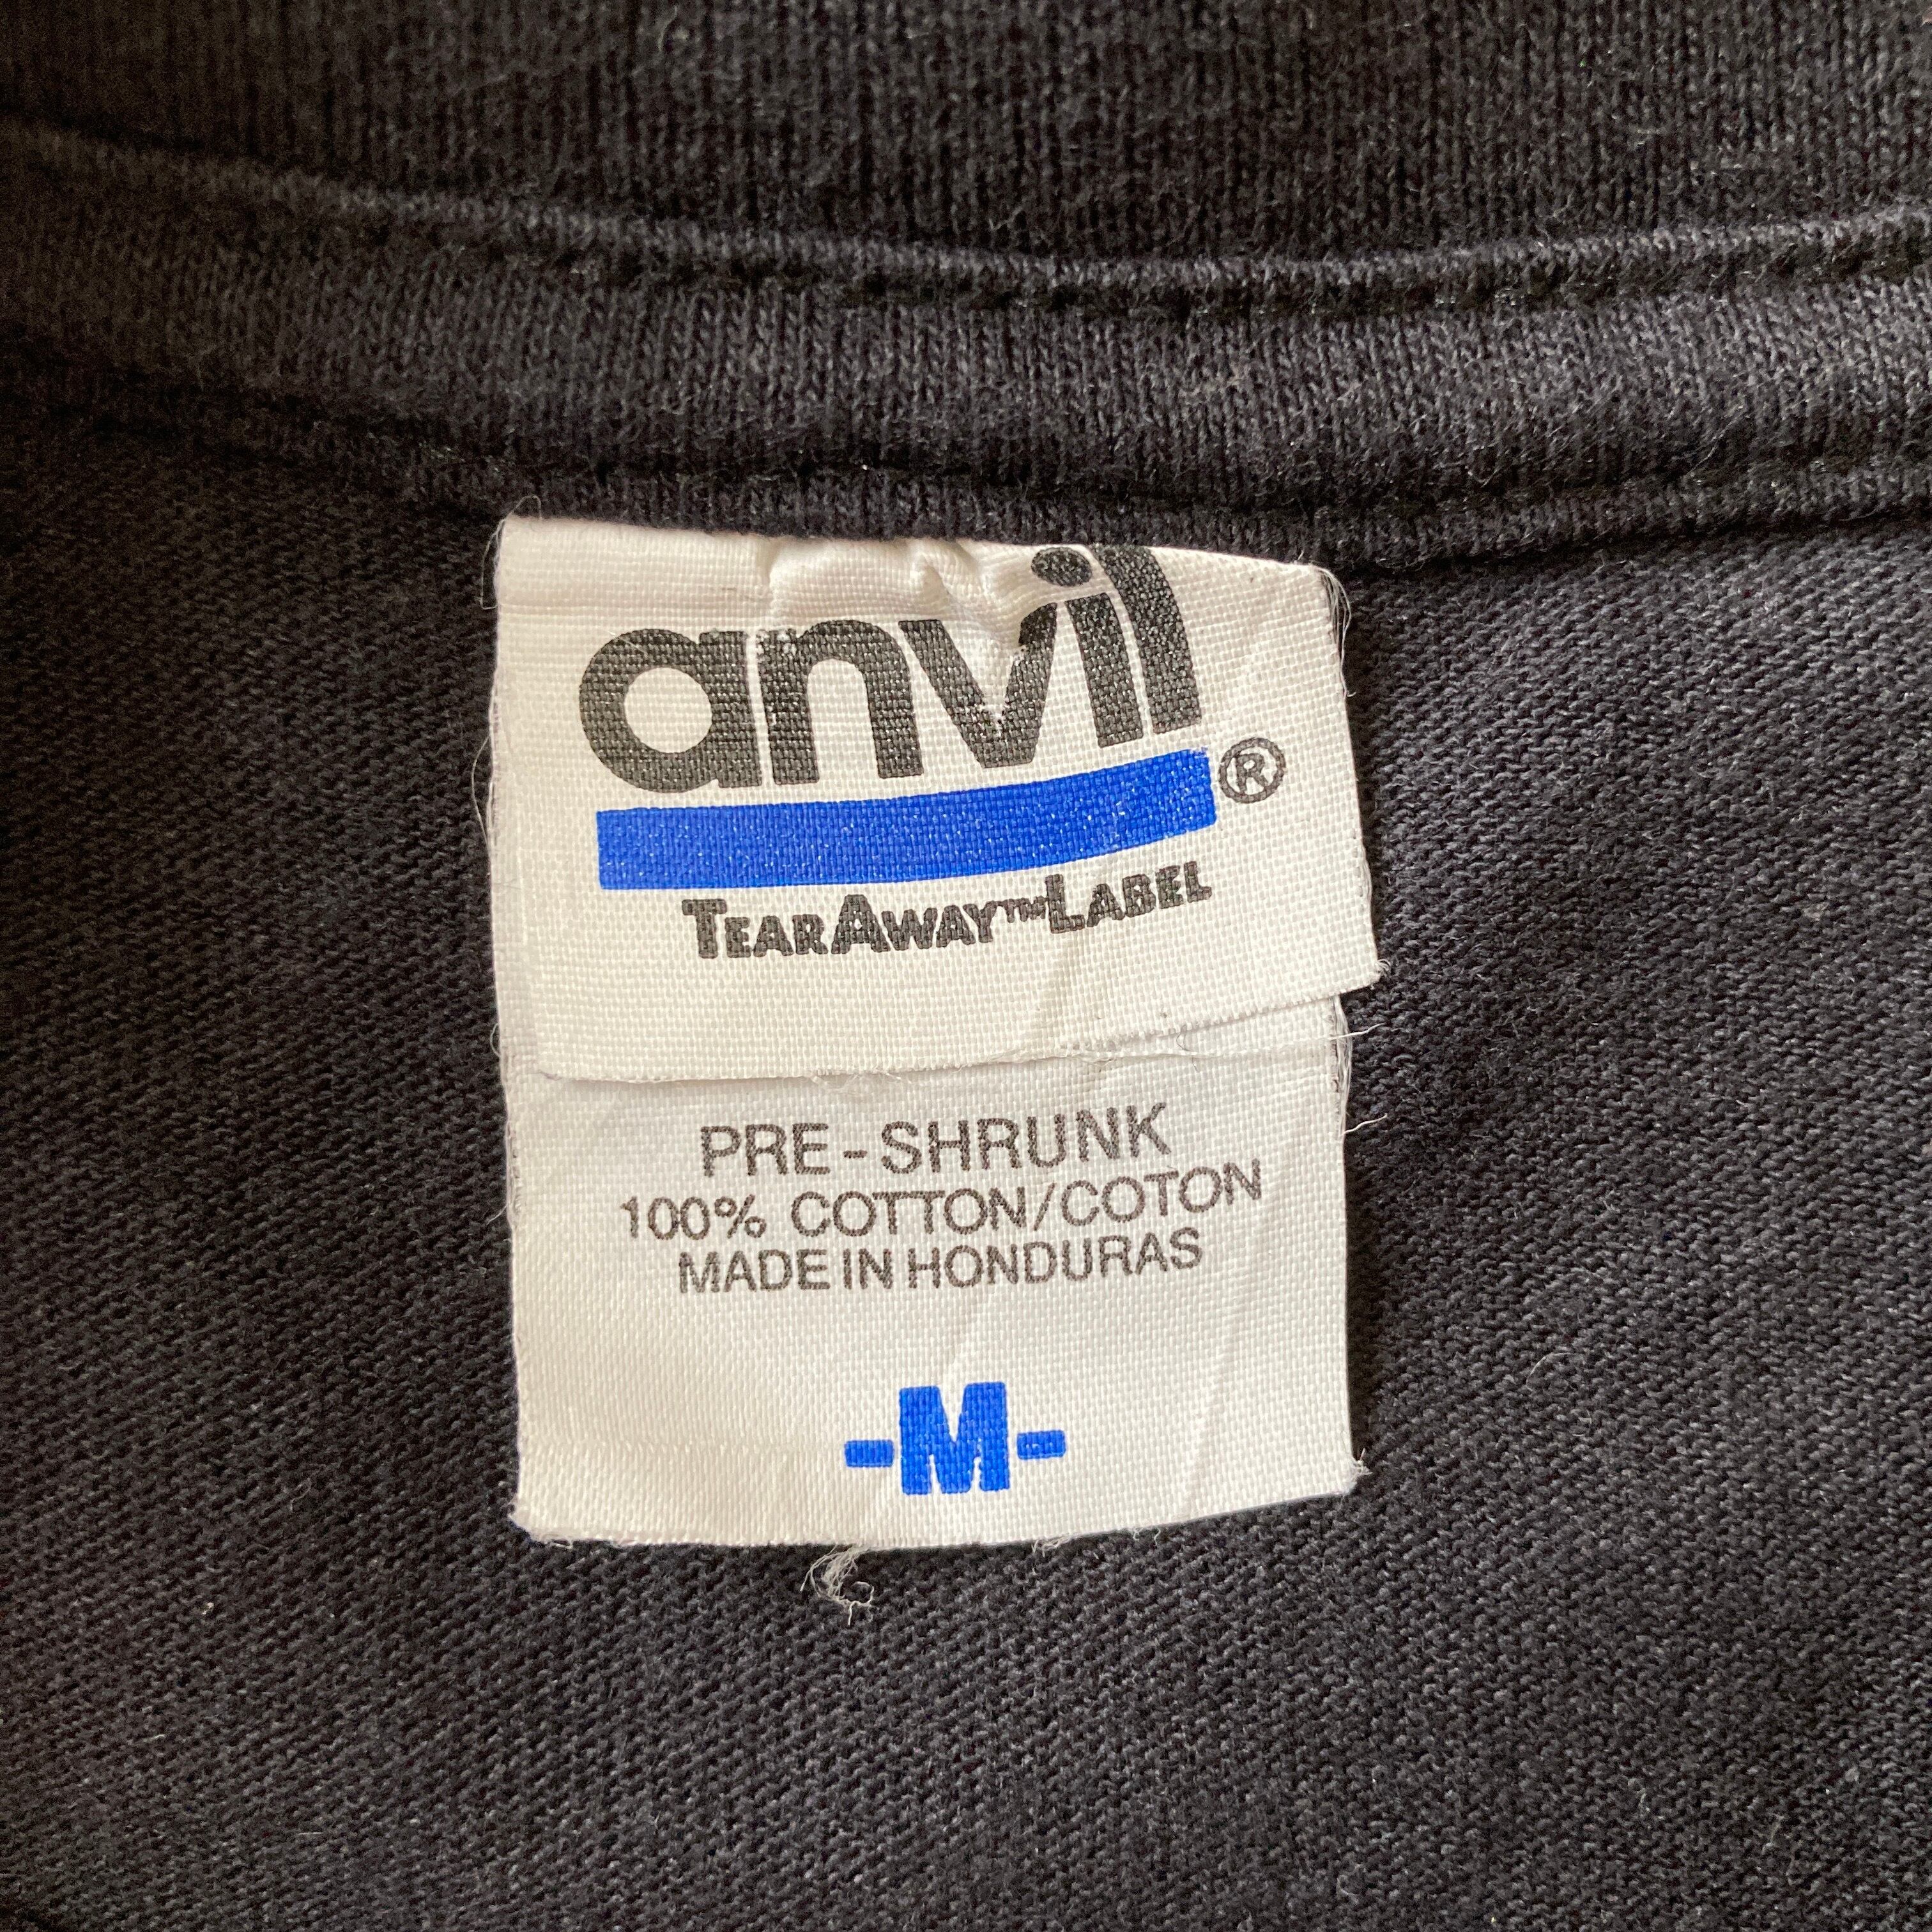 anvil®
TEARAWAY™LABEL
PRE-SHRUNK
100% COTTON/COTON
MADE IN HONDURAS
-M-